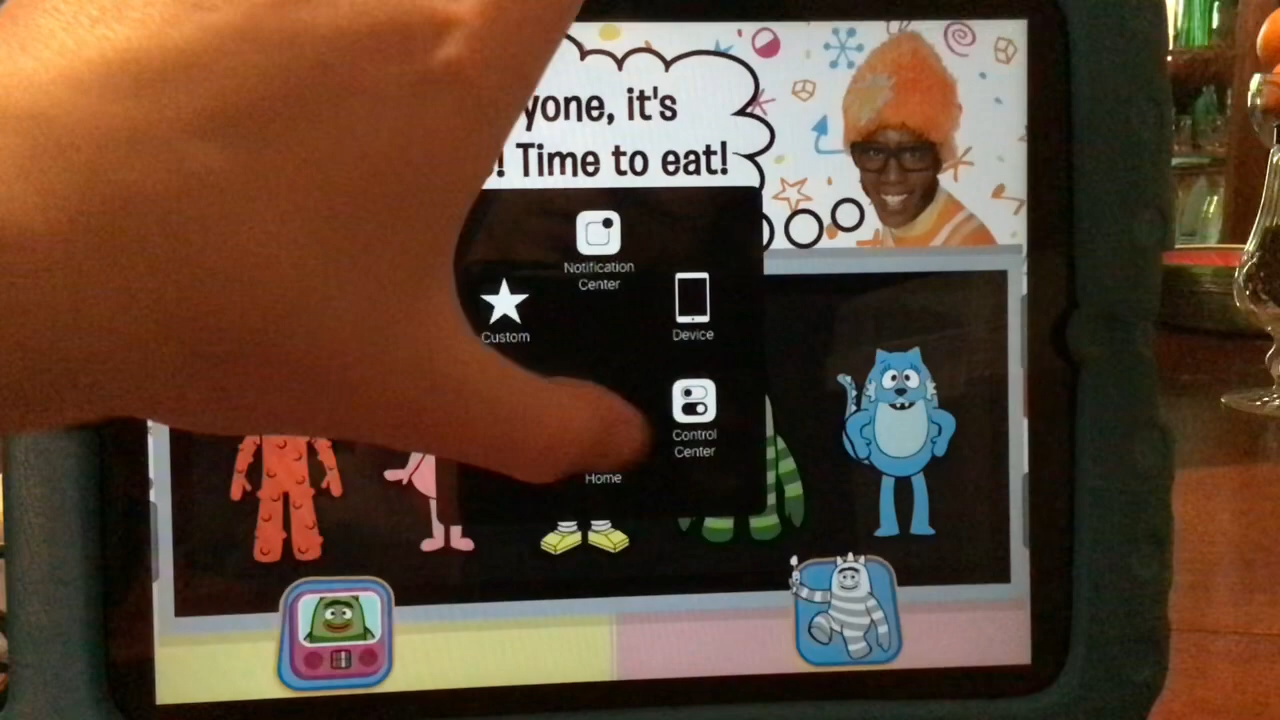 yone, it's
! Time to eat!
Notification
Center
Custom
Device
Control
Center
Home